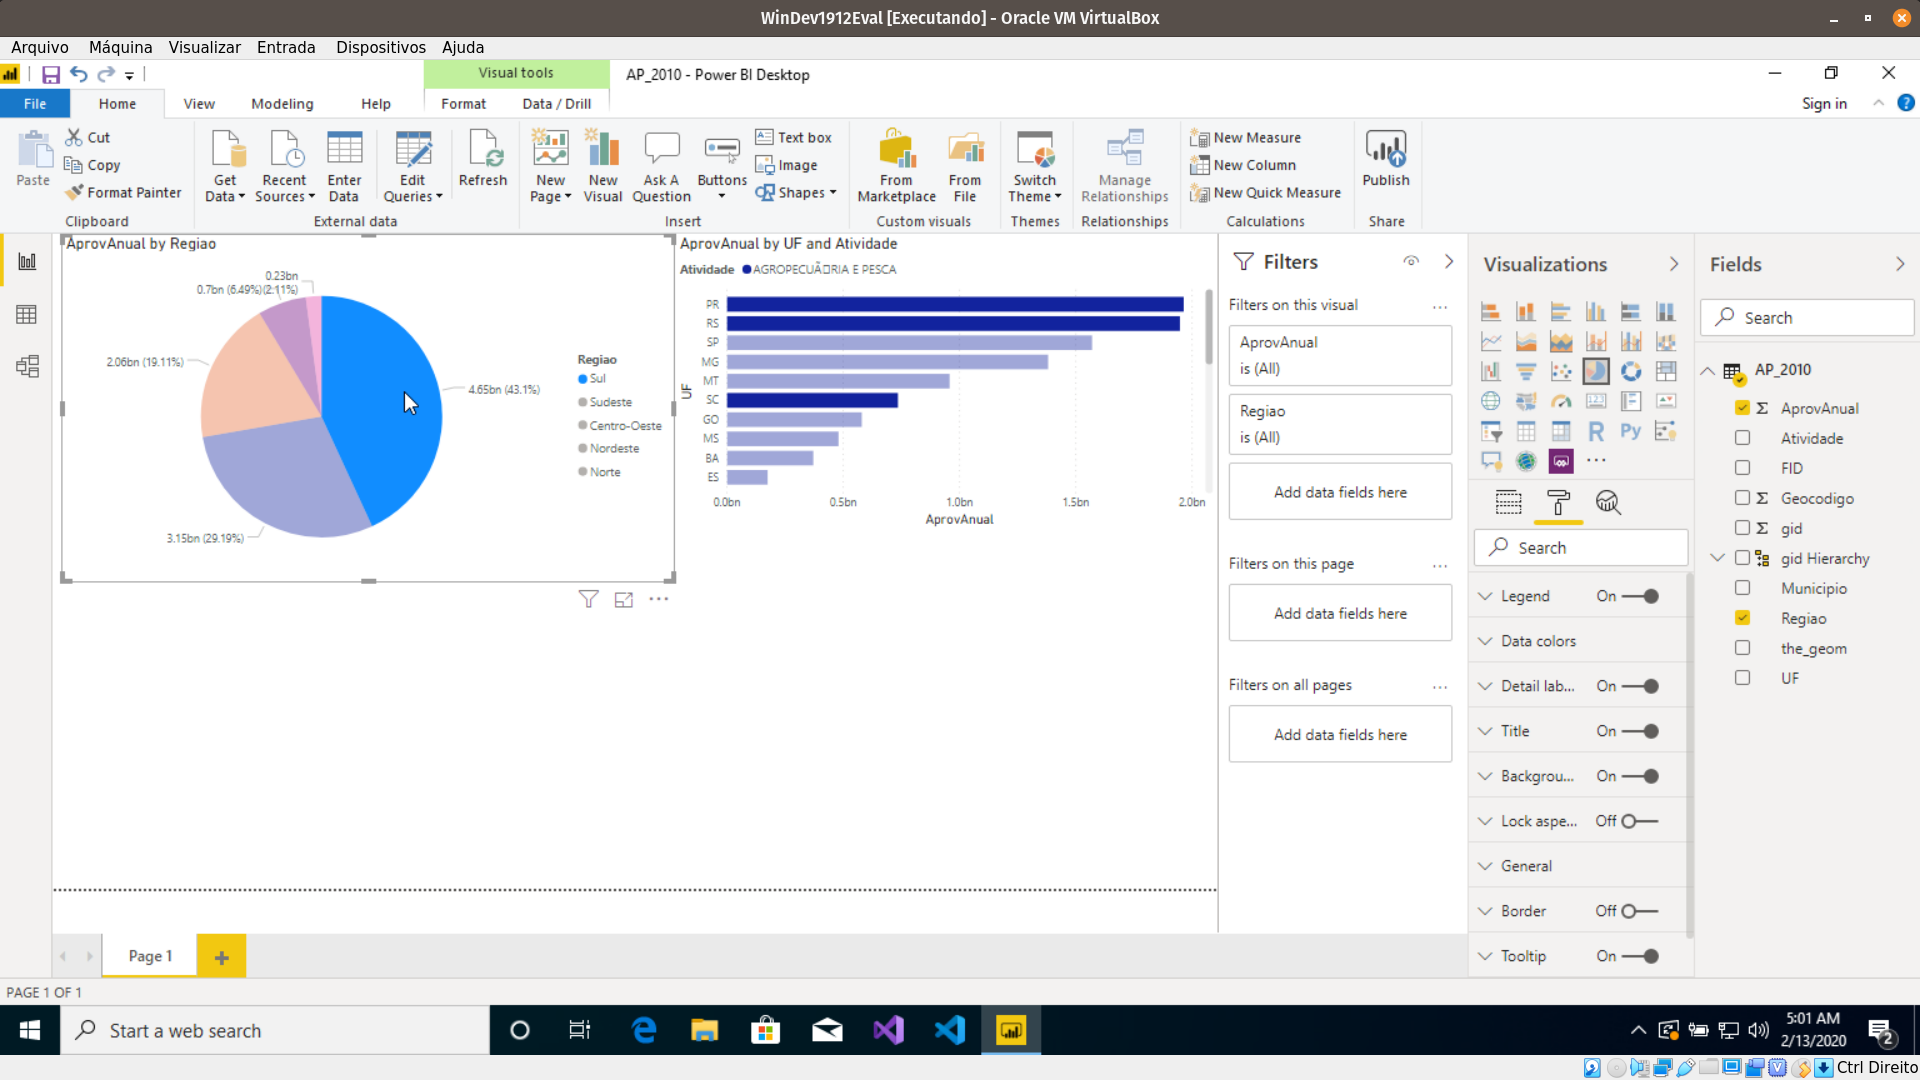 WinDev1912Eval [Executando] - Oracle VM VirtualBox
Arquivo Máquina Visualizar Entrada Dispositivos Ajuda
Visual tools
AP_2010 - Power BI Desktop
File Home View Modeling Help Format Data / Drill
Sign in
Paste
Cut
Copy
Format Painter
Clipboard
Get Data
Recent Sources
Enter Data
Edit Queries
Refresh
External data
New Page
New Visual
Ask A Question
Buttons
Text box
Image
Shapes
Insert
From Marketplace
From File
Custom visuals
Switch Theme
Themes
Manage Relationships
Relationships
New Measure
New Column
New Quick Measure
Calculations
Publish
Share
AprovAnual by Regiao
0.23bn
(2.11%)
0.7bn (6.49%)
2.06bn (19.11%)
4.65bn (43.1%)
3.15bn (29.19%)
Regiao
Sul
Sudeste
Centro-Oeste
Nordeste
Norte
AprovAnual by UF and Atividade
Atividade AGROPECUÃ□RIA E PESCA
UF
PR
RS
SP
MG
MT
SC
GO
MS
BA
ES
0.0bn 0.5bn 1.0bn 1.5bn 2.0bn
AprovAnual
Filters
Filters on this visual ...
AprovAnual
is (All)
Regiao
is (All)
Add data fields here
Filters on this page ...
Add data fields here
Filters on all pages ...
Add data fields here
Visualizations
R Py
...
Search
Legend On
Data colors
Detail lab... On
Title On
Backgrou... On
Lock aspe... Off
General
Border Off
Tooltip On
Fields
Search
AP_2010
AprovAnual
Atividade
FID
Geocodigo
gid
gid Hierarchy
Municipio
Regiao
the_geom
UF
Page 1
PAGE 1 OF 1
Start a web search
5:01 AM
2/13/2020
2
Ctrl Direito